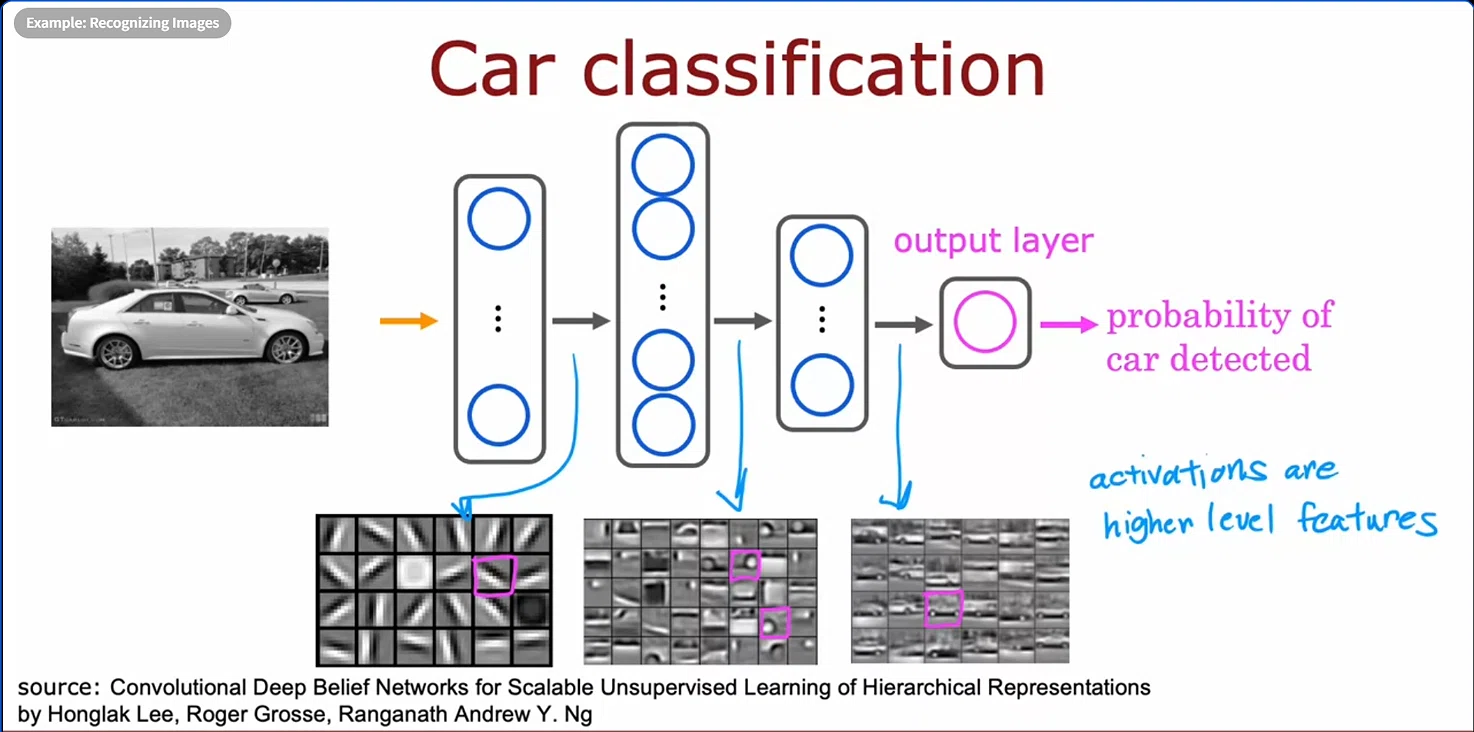 Example: Recognizing Images
Car classification
output layer
probability of
car detected
activations are
higher level features
source: Convolutional Deep Belief Networks for Scalable Unsupervised Learning of Hierarchical Representations
by Honglak Lee, Roger Grosse, Ranganath Andrew Y. Ng